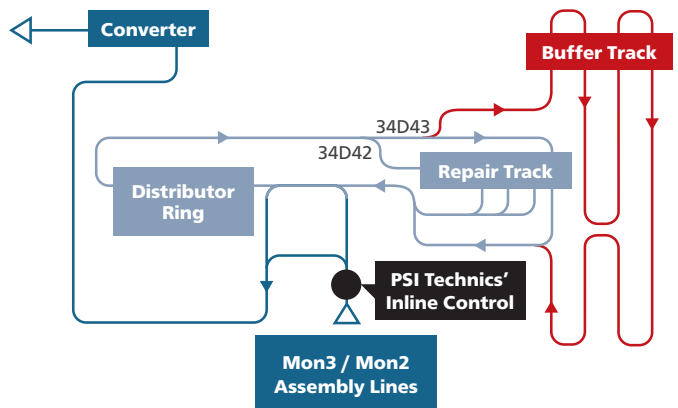 Converter
Buffer Track
34D43
34D42
Repair Track
Distributor
Ring
PSI Technics’
Inline Control
Mon3 / Mon2
Assembly Lines